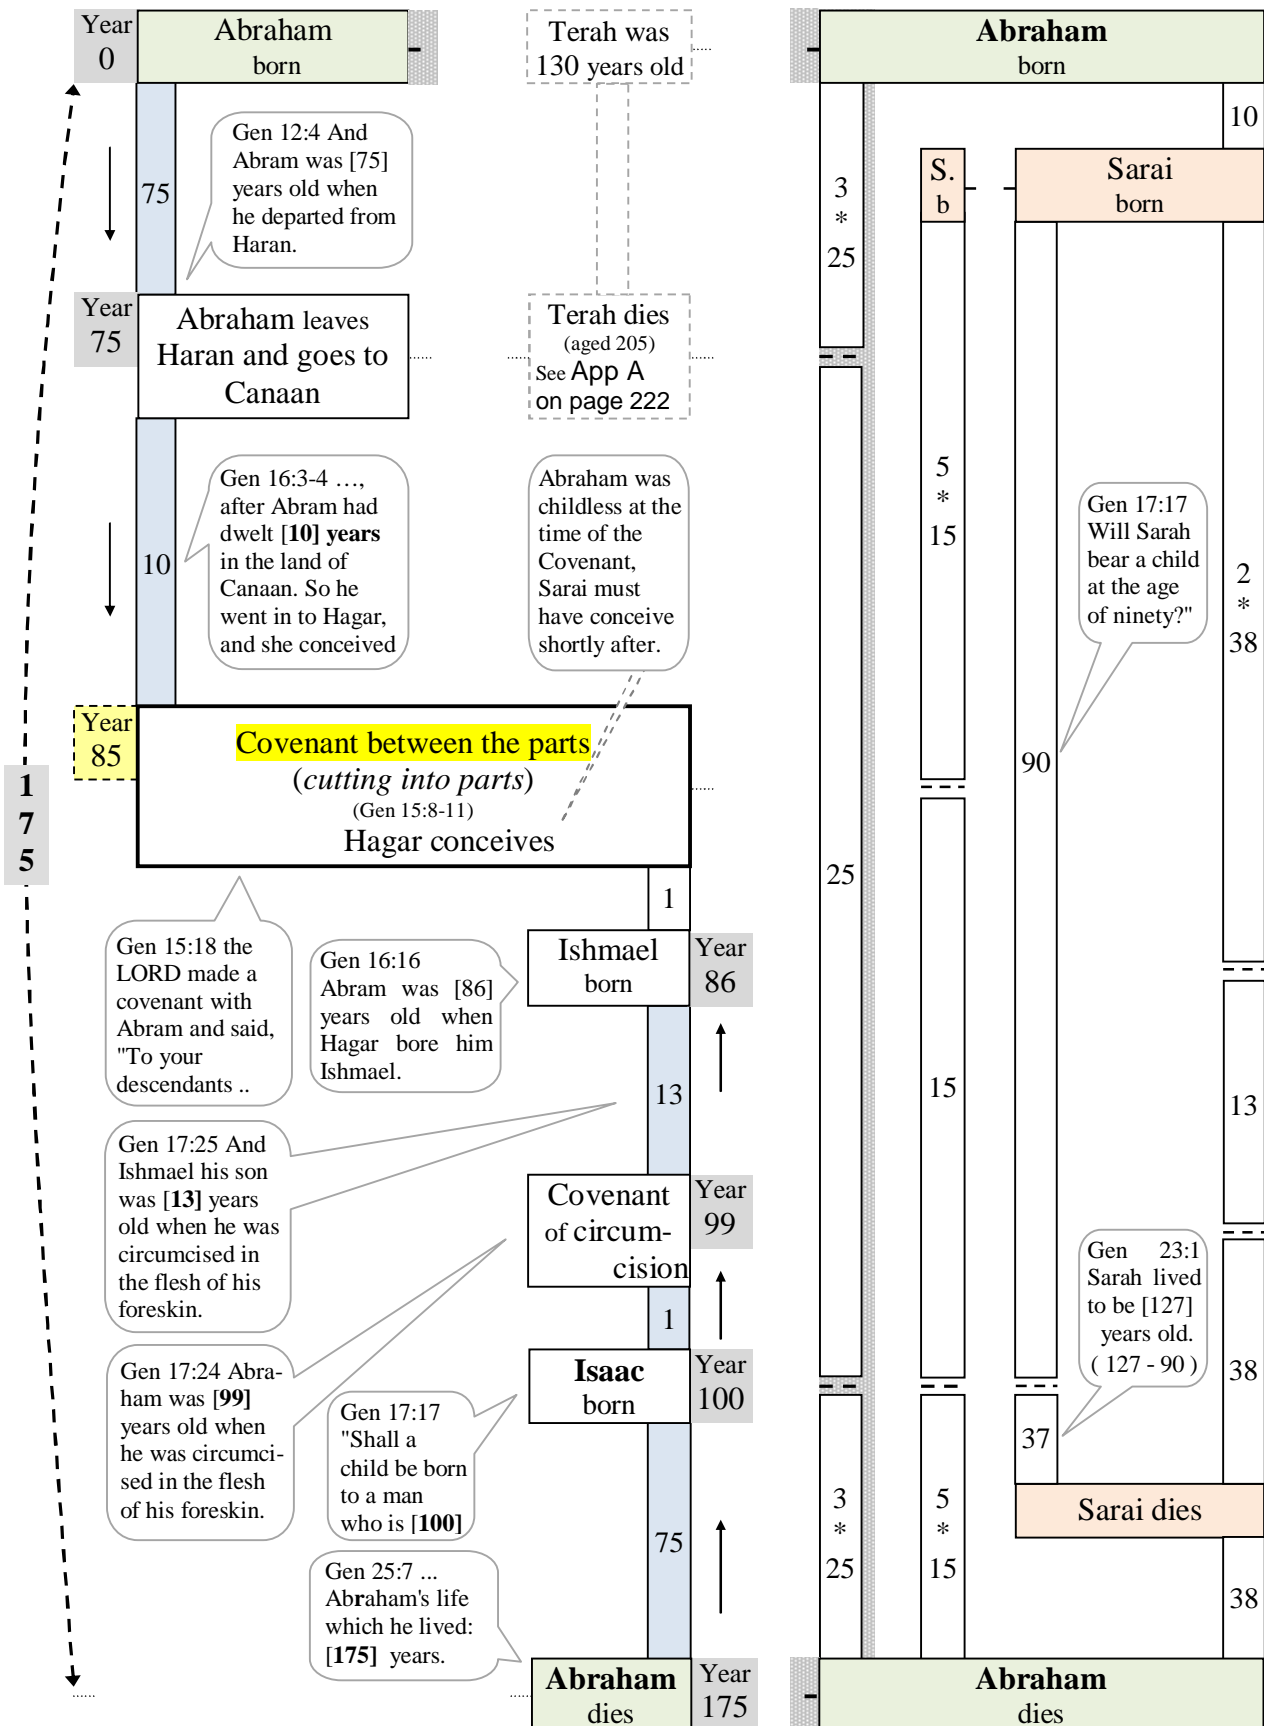 Year
0
Abraham
born
Terah was
130 years old
Abraham
born
75
Gen 12:4 And
Abram was [75]
years old when
he departed from
Haran.
Year
75
Abraham leaves
Haran and goes to
Canaan
Terah dies
(aged 205)
See App A
on page 222
10
Gen 16:3-4 …,
after Abram had
dwelt [10] years
in the land of
Canaan. So he
went in to Hagar,
and she conceived
Abraham was
childless at the
time of the
Covenant,
Sarai must
have conceive
shortly after.
Year
85
Covenant between the parts
(cutting into parts)
(Gen 15:8-11)
Hagar conceives
1
7
5
1
Gen 15:18 the
LORD made a
covenant with
Abram and said,
"To your
descendants ..
Gen 16:16
Abram was [86]
years old when
Hagar bore him
Ishmael.
Ishmael
born
Year
86
13
Gen 17:25 And
Ishmael his son
was [13] years
old when he was
circumcised in
the flesh of his
foreskin.
Covenant
of circum-
cision
Year
99
1
Gen 17:24 Abra-
ham was [99]
years old when
he was circumci-
sed in the flesh
of his foreskin.
Gen 17:17
"Shall a
child be born
to a man
who is [100]
Isaac
born
Year
100
75
Gen 25:7 ...
Abraham's life
which he lived:
[175] years.
Abraham
dies
Year
175
3
*
25
25
3
*
25
S.
b
5
*
15
15
5
*
15
10
Sarai
born
90
Gen 17:17
Will Sarah
bear a child
at the age
of ninety?"
2
*
38
13
Gen 23:1
Sarah lived
to be [127]
years old.
( 127 - 90 )
38
37
Sarai dies
38
Abraham
dies